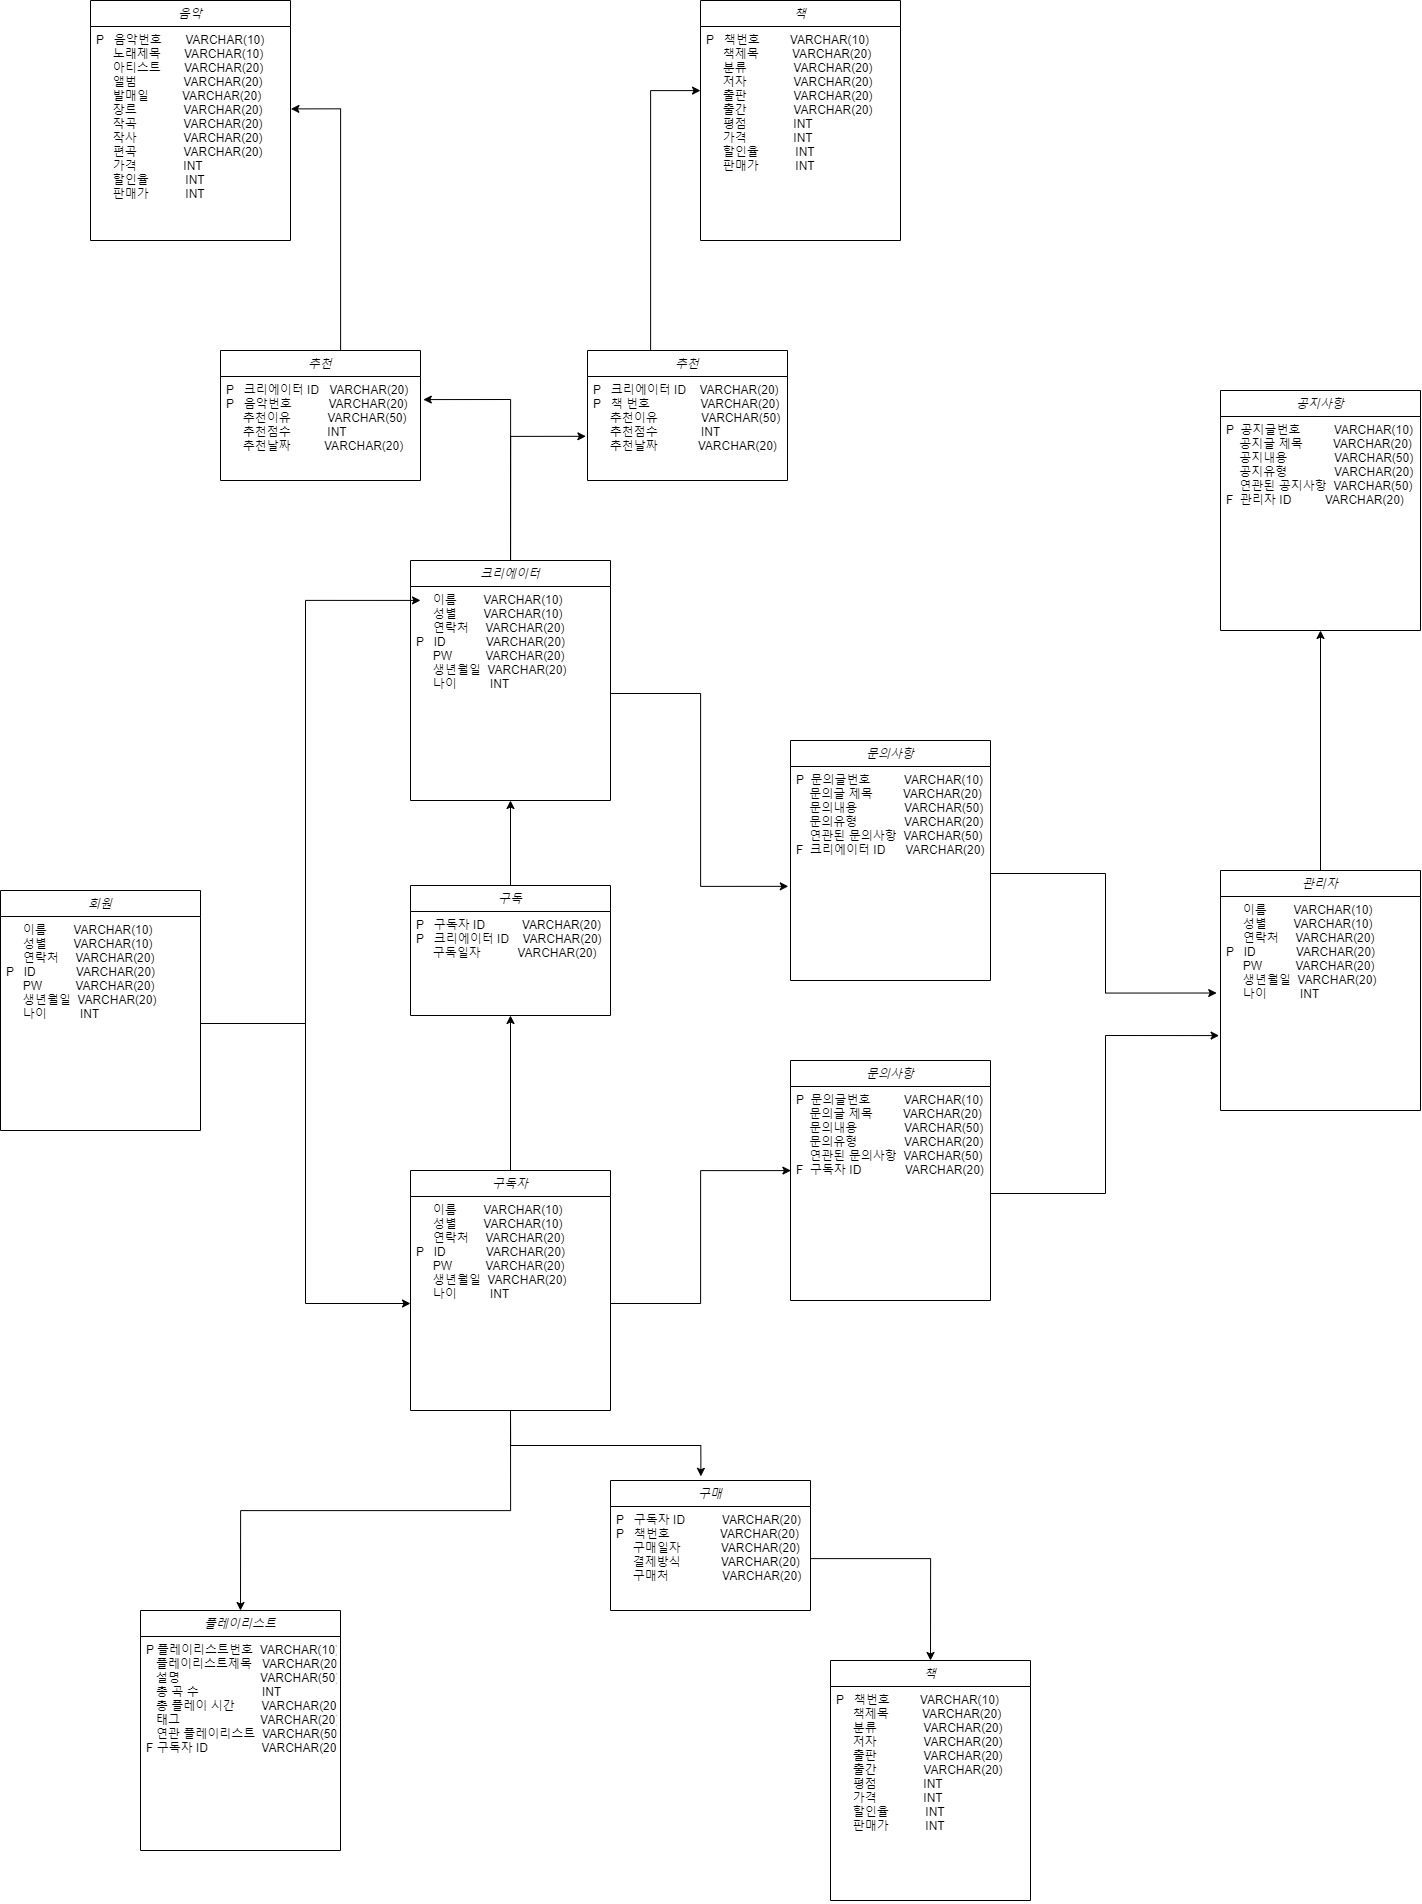 음악
P 음악번호 VARCHAR(10)
노래제목 VARCHAR(10)
아티스트 VARCHAR(20)
앨범 VARCHAR(20)
발매일 VARCHAR(20)
장르 VARCHAR(20)
작곡 VARCHAR(20)
작사 VARCHAR(20)
편곡 VARCHAR(20)
가격 INT
할인율 INT
판매가 INT
책
P 책번호 VARCHAR(10)
책제목 VARCHAR(20)
분류 VARCHAR(20)
저자 VARCHAR(20)
출판 VARCHAR(20)
출간 VARCHAR(20)
평점 INT
가격 INT
할인율 INT
판매가 INT
추천
P 크리에이터 ID VARCHAR(20)
P 음악번호 VARCHAR(20)
추천이유 VARCHAR(50)
추천점수 INT
추천날짜 VARCHAR(20)
추천
P 크리에이터 ID VARCHAR(20)
P 책 번호 VARCHAR(20)
추천이유 VARCHAR(50)
추천점수 INT
추천날짜 VARCHAR(20)
공지사항
P 공지글번호 VARCHAR(10)
공지글 제목 VARCHAR(20)
공지내용 VARCHAR(50)
공지유형 VARCHAR(20)
연관된 공지사항 VARCHAR(50)
F 관리자 ID VARCHAR(20)
크리에이터
이름 VARCHAR(10)
성별 VARCHAR(10)
연락처 VARCHAR(20)
P ID VARCHAR(20)
PW VARCHAR(20)
생년월일 VARCHAR(20)
나이 INT
문의사항
P 문의글번호 VARCHAR(10)
문의글 제목 VARCHAR(20)
문의내용 VARCHAR(50)
문의유형 VARCHAR(20)
연관된 문의사항 VARCHAR(50)
F 크리에이터 ID VARCHAR(20)
회원
이름 VARCHAR(10)
성별 VARCHAR(10)
연락처 VARCHAR(20)
P ID VARCHAR(20)
PW VARCHAR(20)
생년월일 VARCHAR(20)
나이 INT
구독
P 구독자 ID VARCHAR(20)
P 크리에이터 ID VARCHAR(20)
구독일자 VARCHAR(20)
관리자
이름 VARCHAR(10)
성별 VARCHAR(10)
연락처 VARCHAR(20)
P ID VARCHAR(20)
PW VARCHAR(20)
생년월일 VARCHAR(20)
나이 INT
문의사항
P 문의글번호 VARCHAR(10)
문의글 제목 VARCHAR(20)
문의내용 VARCHAR(50)
문의유형 VARCHAR(20)
연관된 문의사항 VARCHAR(50)
F 구독자 ID VARCHAR(20)
구독자
이름 VARCHAR(10)
성별 VARCHAR(10)
연락처 VARCHAR(20)
P ID VARCHAR(20)
PW VARCHAR(20)
생년월일 VARCHAR(20)
나이 INT
구매
P 구독자 ID VARCHAR(20)
P 책번호 VARCHAR(20)
구매일자 VARCHAR(20)
결제방식 VARCHAR(20)
구매처 VARCHAR(20)
플레이리스트
P 플레이리스트번호 VARCHAR(10)
플레이리스트제목 VARCHAR(20
설명 VARCHAR(50)
총 곡 수 INT
총 플레이 시간 VARCHAR(20
태그 VARCHAR(20)
연관 플레이리스트 VARCHAR(50
F 구독자 ID VARCHAR(20
책
P 책번호 VARCHAR(10)
책제목 VARCHAR(20)
분류 VARCHAR(20)
저자 VARCHAR(20)
출판 VARCHAR(20)
출간 VARCHAR(20)
평점 INT
가격 INT
할인율 INT
판매가 INT